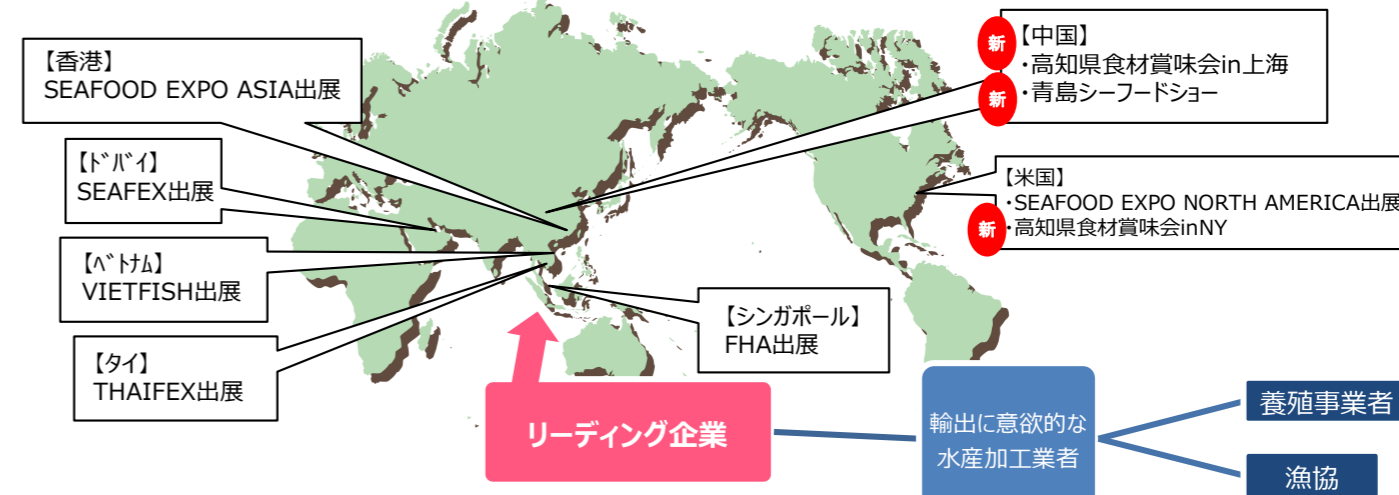 【香港】
SEAFOOD EXPO ASIA出展
【ドバイ】
SEAFEX出展
【ベトナム】
VIETFISH出展
【タイ】
THAIFEX出展
新
【中国】
・高知県食材賞味会in上海
新
・青島シーフードショー
【米国】
・SEAFOOD EXPO NORTH AMERICA出展
新
・高知県食材賞味会inNY
【シンガポール】
FHA出展
リーディング企業
輸出に意欲的な
水産加工業者
養殖事業者
漁協